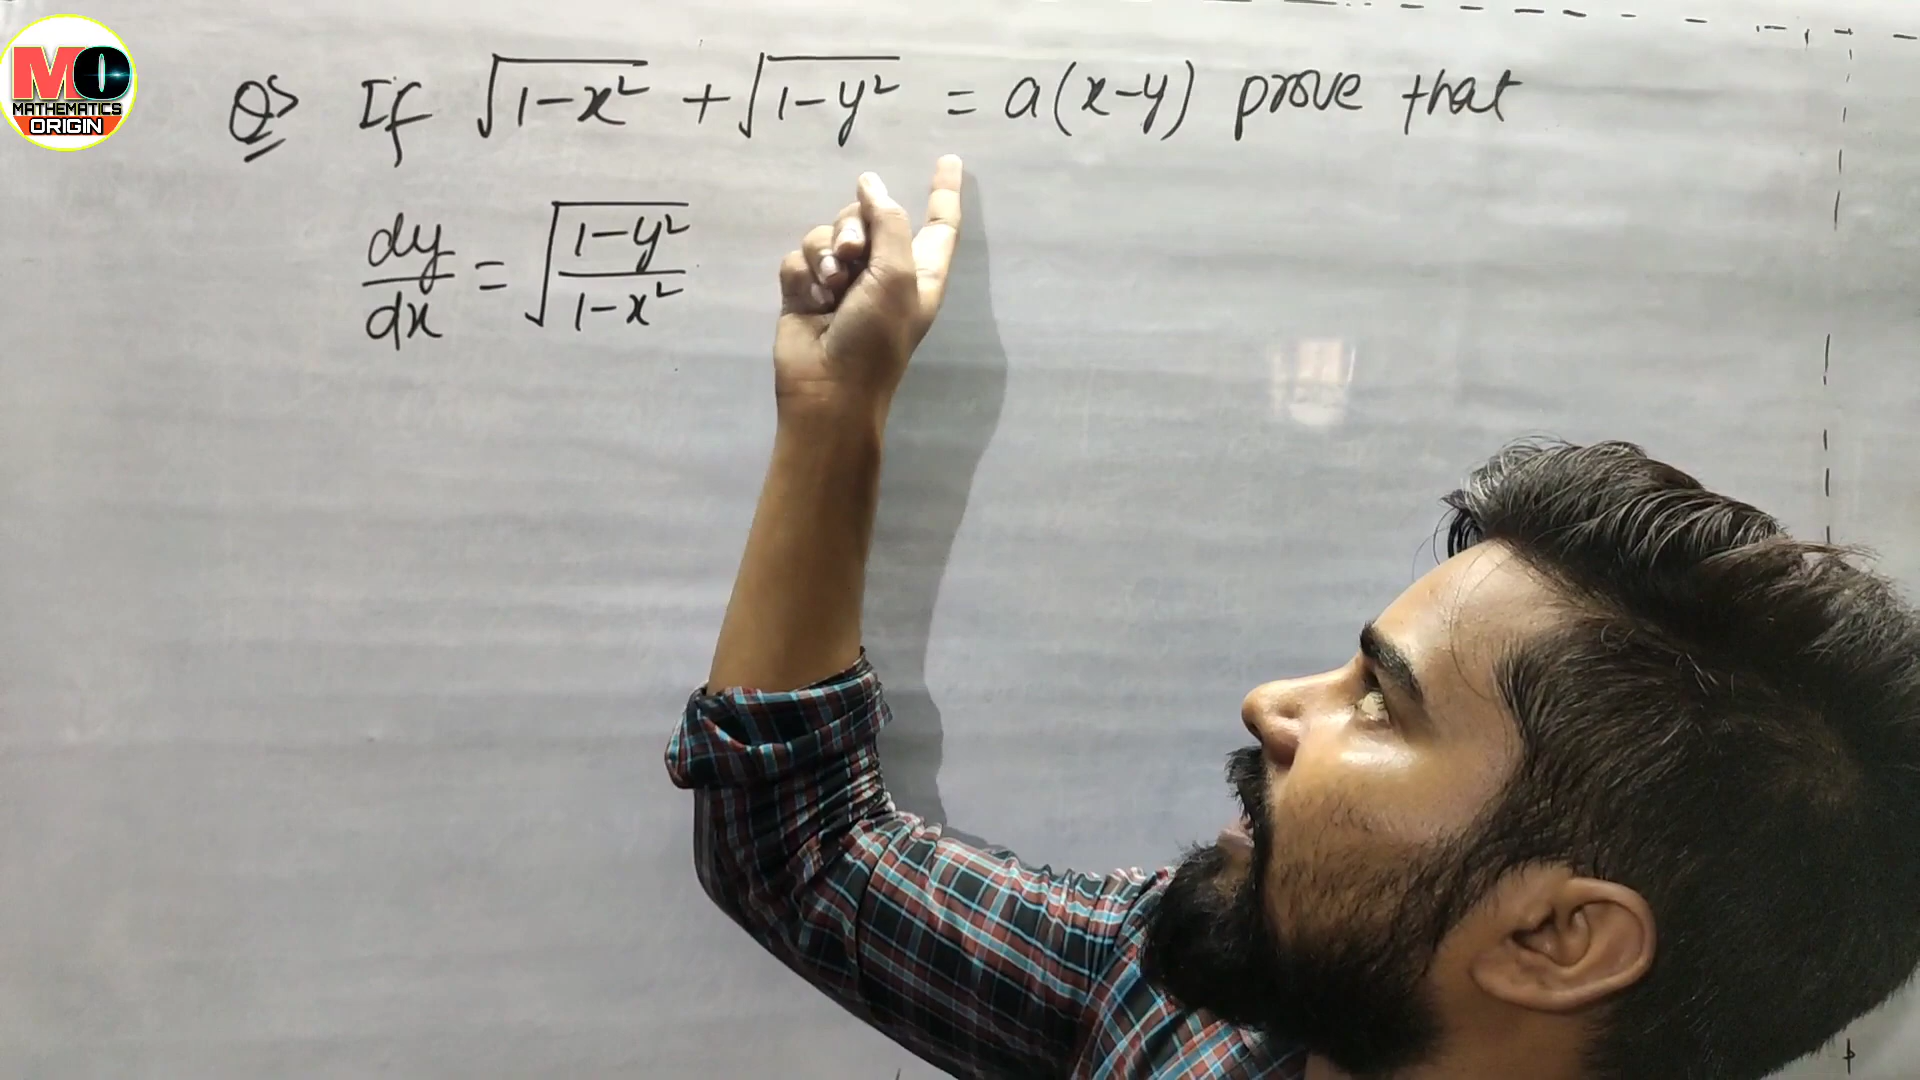 MO
MATHEMATICS
ORIGIN
Q> If √(1-x²) + √(1-y²) = a(x-y) prove that
dy/dx = √((1-y²)/(1-x²))